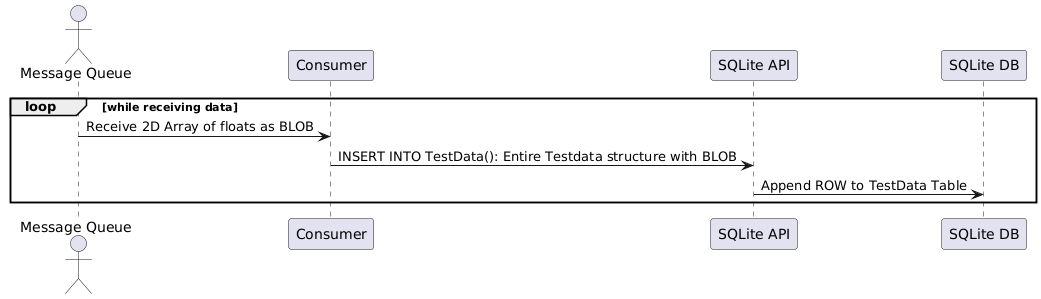 Message Queue
Consumer
SQLite API
SQLite DB
loop [while receiving data]
Receive 2D Array of floats as BLOB
INSERT INTO TestData(): Entire Testdata structure with BLOB
Append ROW to TestData Table
Message Queue
Consumer
SQLite API
SQLite DB